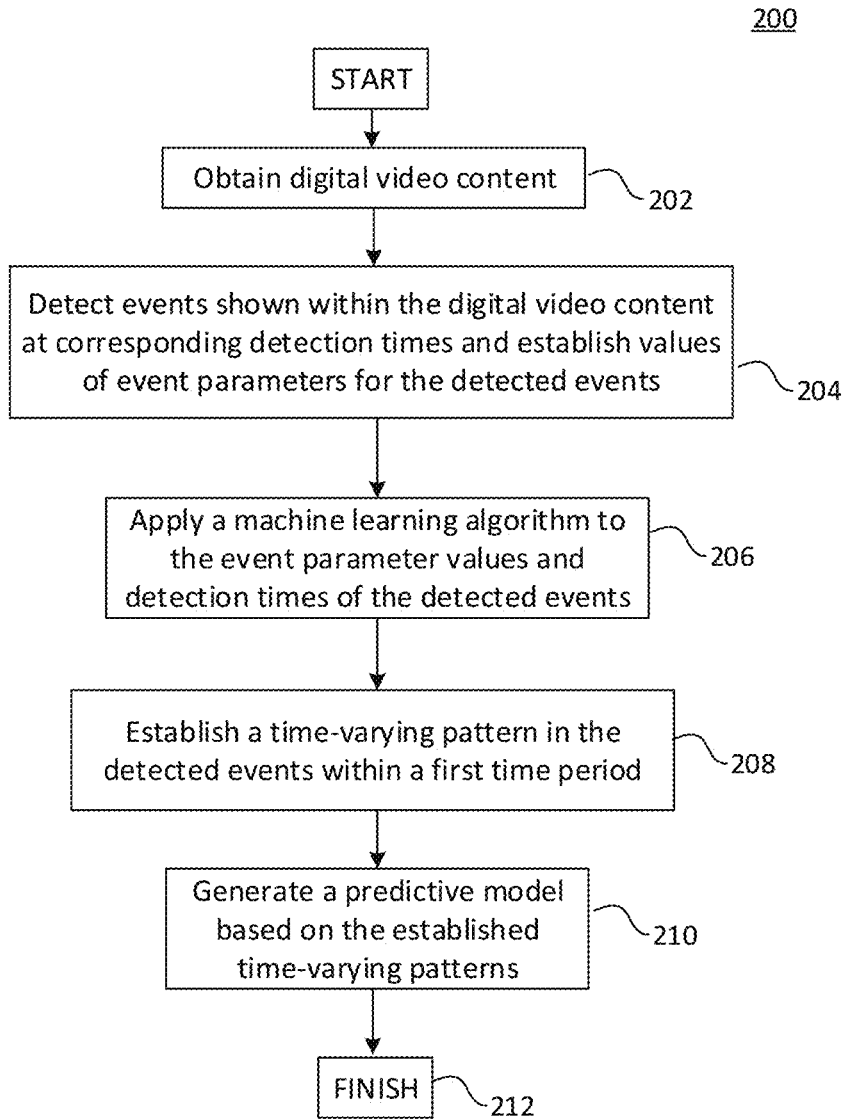 200
START
Obtain digital video content
202
Detect events shown within the digital video content
at corresponding detection times and establish values
of event parameters for the detected events
204
Apply a machine learning algorithm to
the event parameter values and
detection times of the detected events
206
Establish a time-varying pattern in the
detected events within a first time period
208
Generate a predictive model
based on the established
time-varying patterns
210
FINISH
212